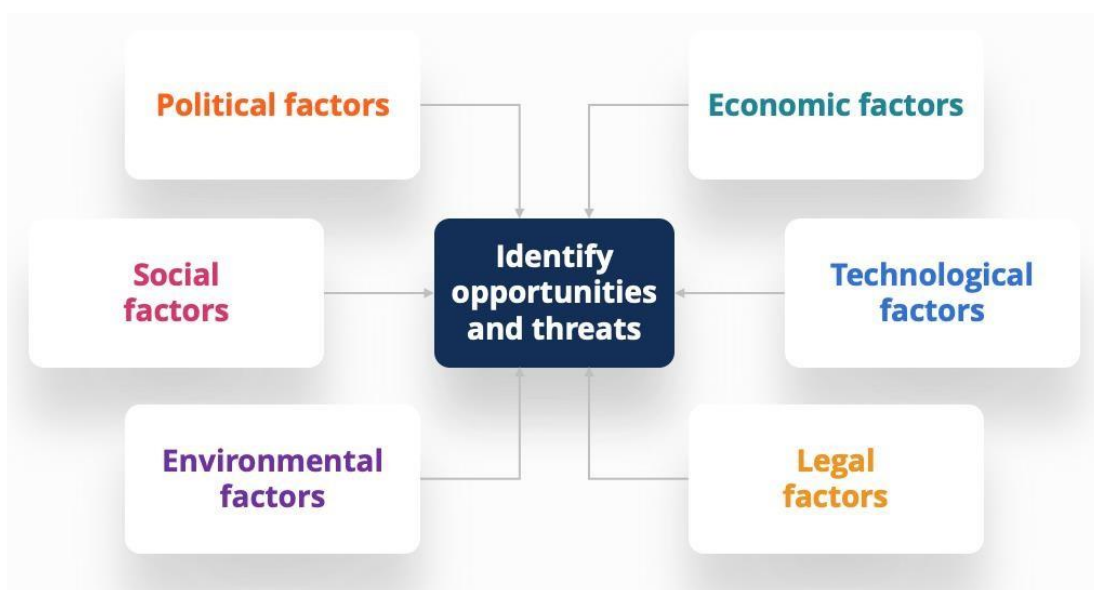 Political factors
Economic factors
Social
factors
Identify
opportunities
and threats
Technological
factors
Environmental
factors
Legal
factors